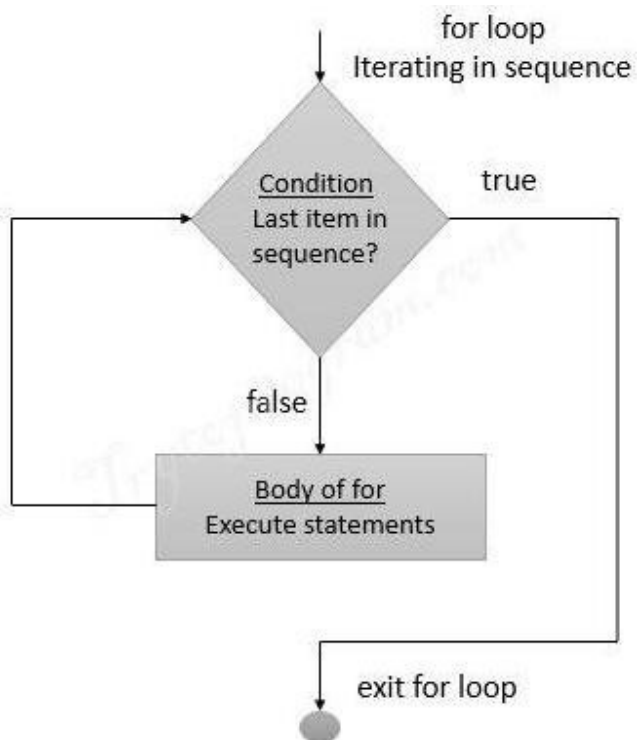 for loop
Iterating in sequence
Condition
Last item in
sequence?
true
false
Body of for
Execute statements
exit for loop